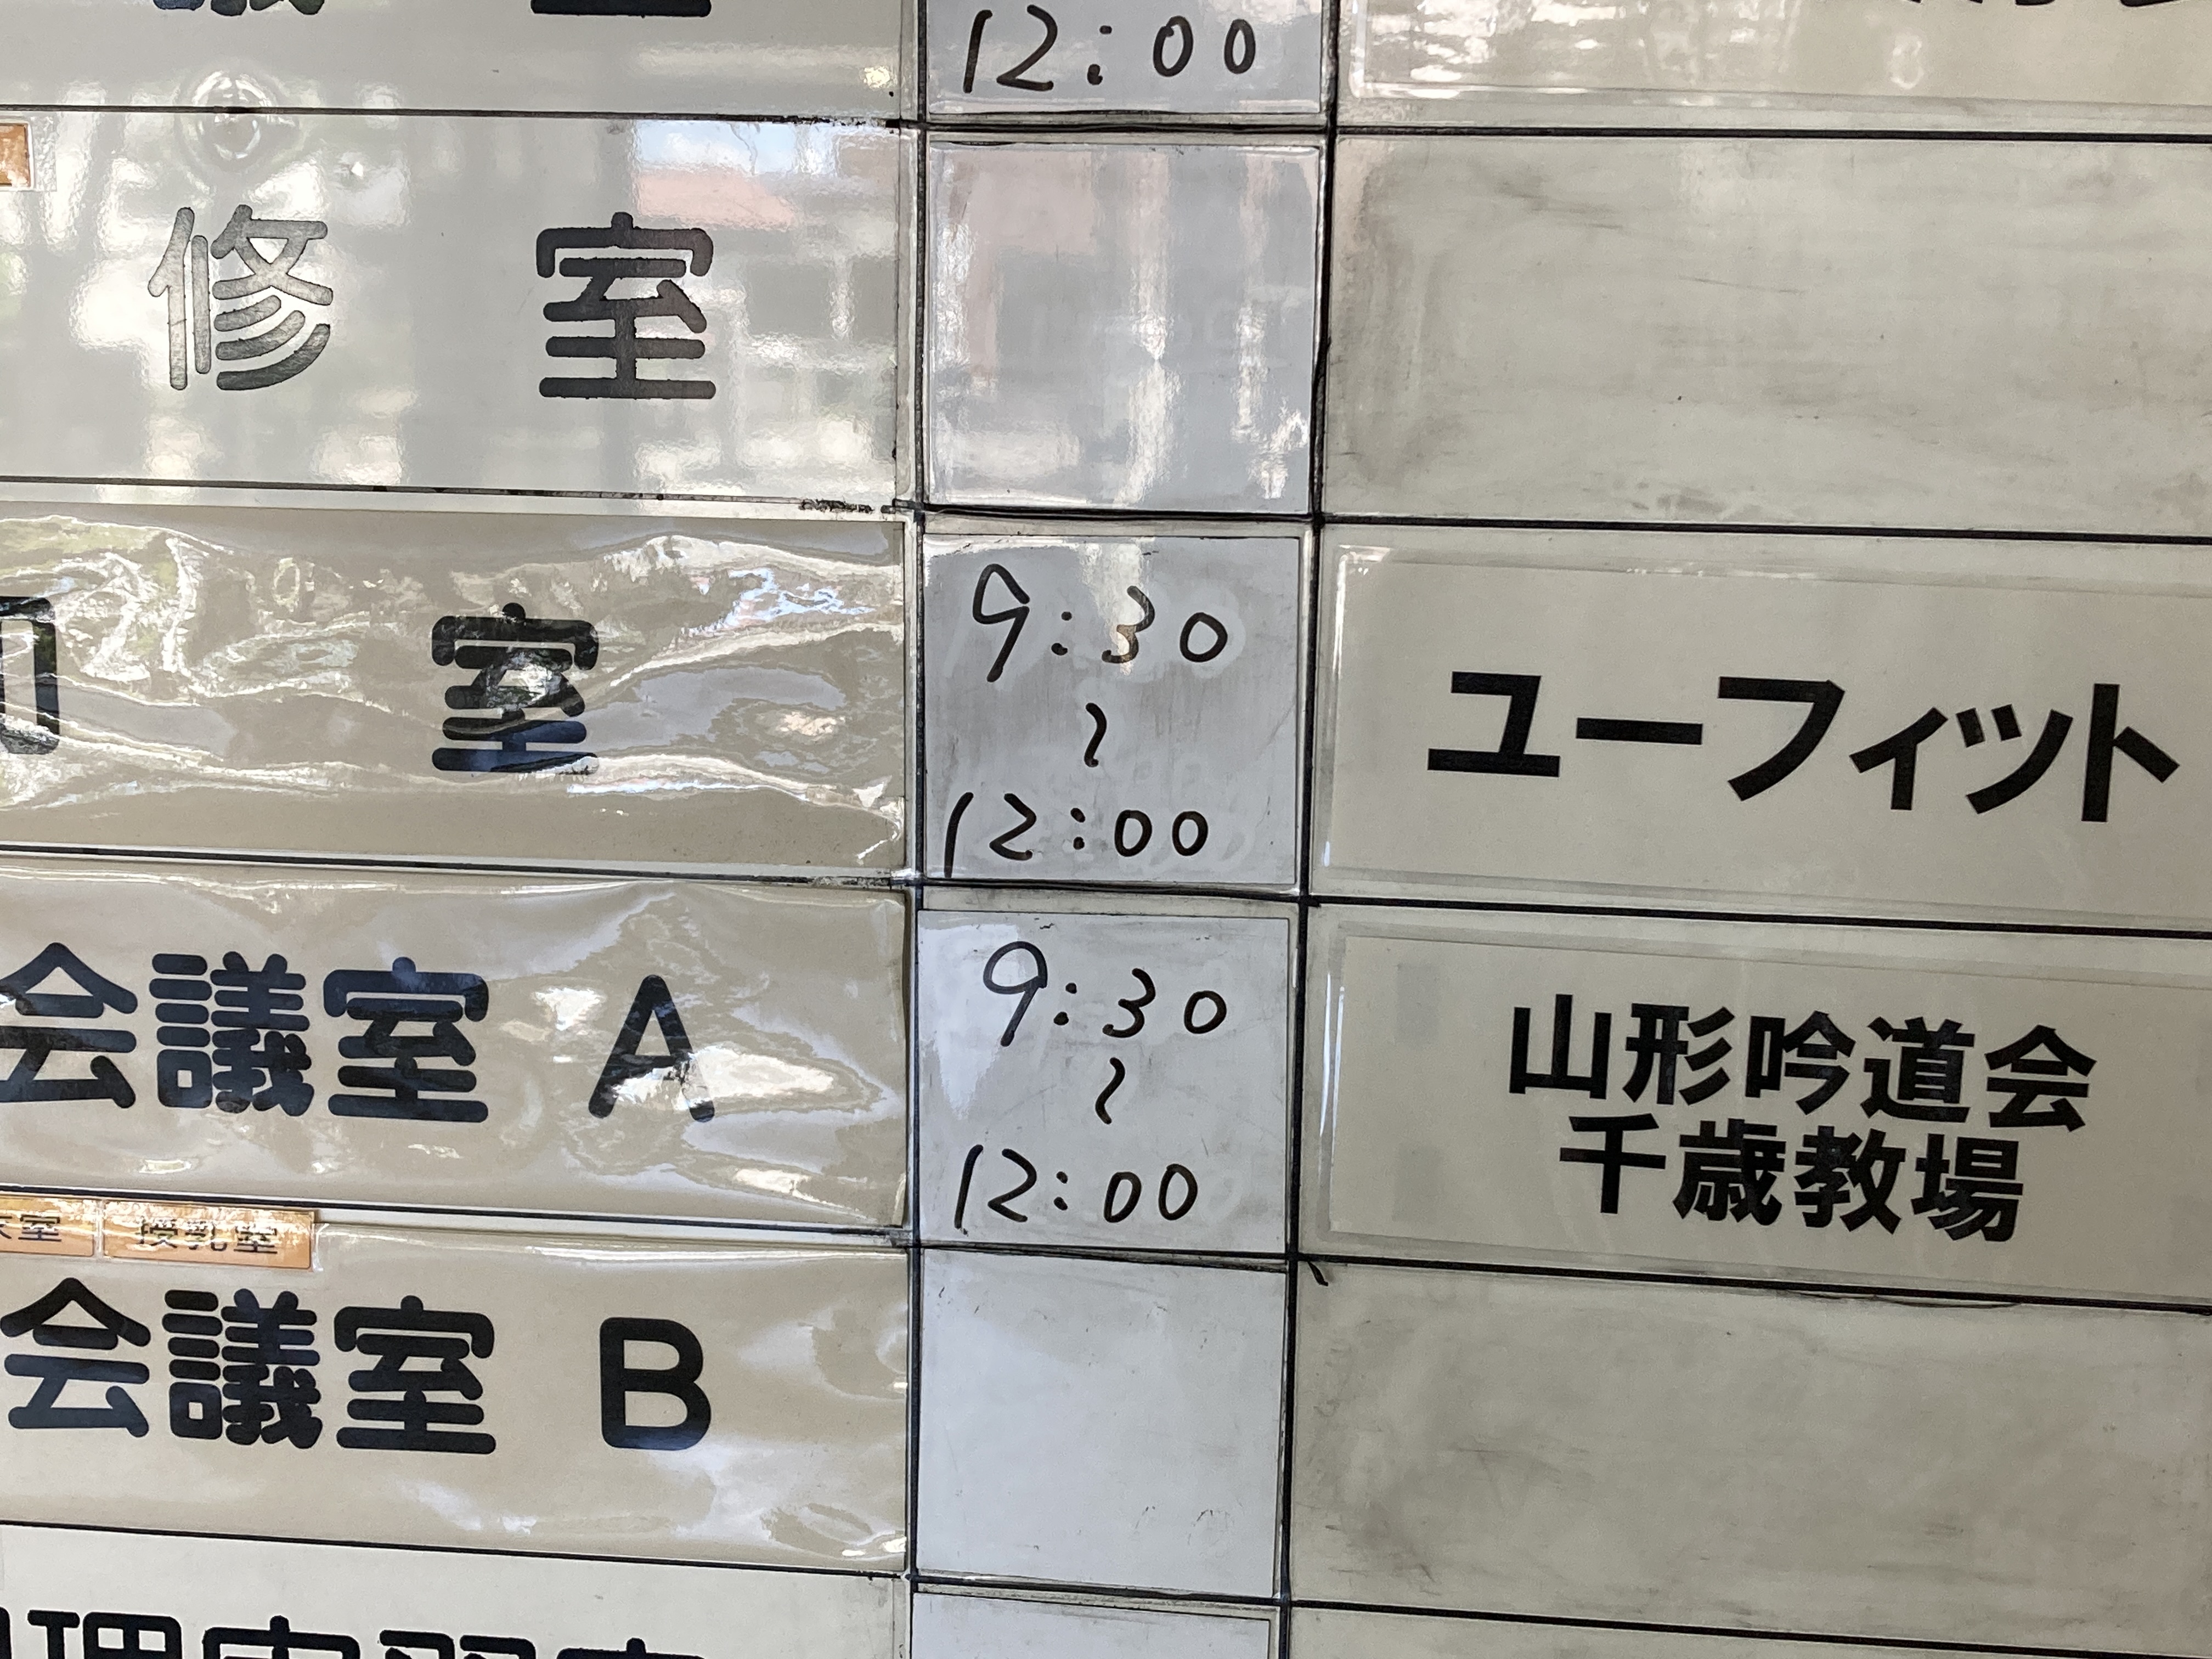 12:00
修 室
室
9:30
〜
12:00
ユーフィット
会議室 A
9:30
〜
12:00
山形吟道会
千歳教場
授乳室
会議室 B